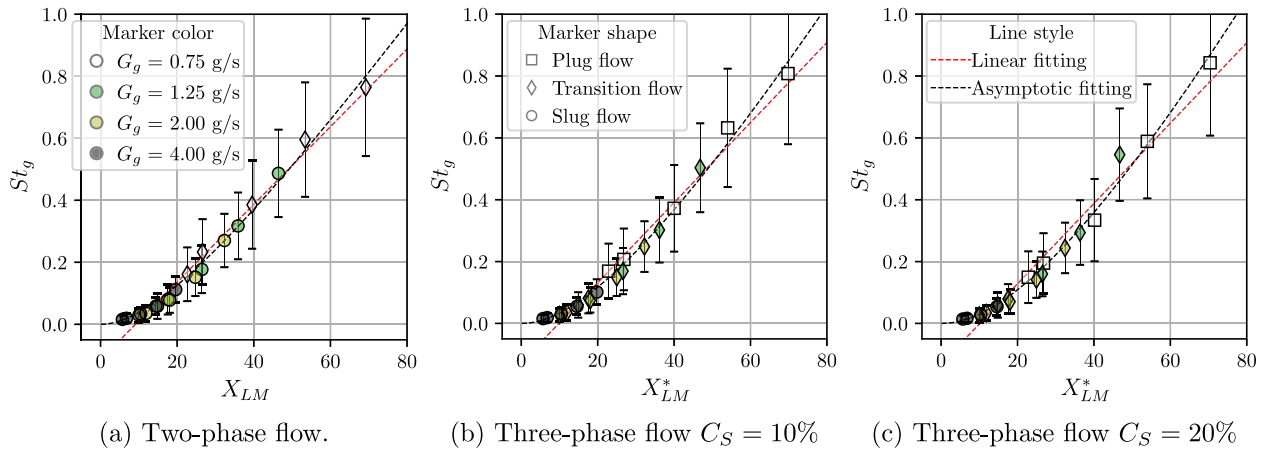 1.0
0.8
0.6
0.4
0.2
0.0
St_g
Marker color
G_g = 0.75 g/s
G_g = 1.25 g/s
G_g = 2.00 g/s
G_g = 4.00 g/s
0 20 40 60 80
X_{LM}
(a) Two-phase flow.
1.0
0.8
0.6
0.4
0.2
0.0
St_g
Marker shape
Plug flow
Transition flow
Slug flow
0 20 40 60 80
X^*_{LM}
(b) Three-phase flow C_S = 10%
1.0
0.8
0.6
0.4
0.2
0.0
St_g
Line style
Linear fitting
Asymptotic fitting
0 20 40 60 80
X^*_{LM}
(c) Three-phase flow C_S = 20%